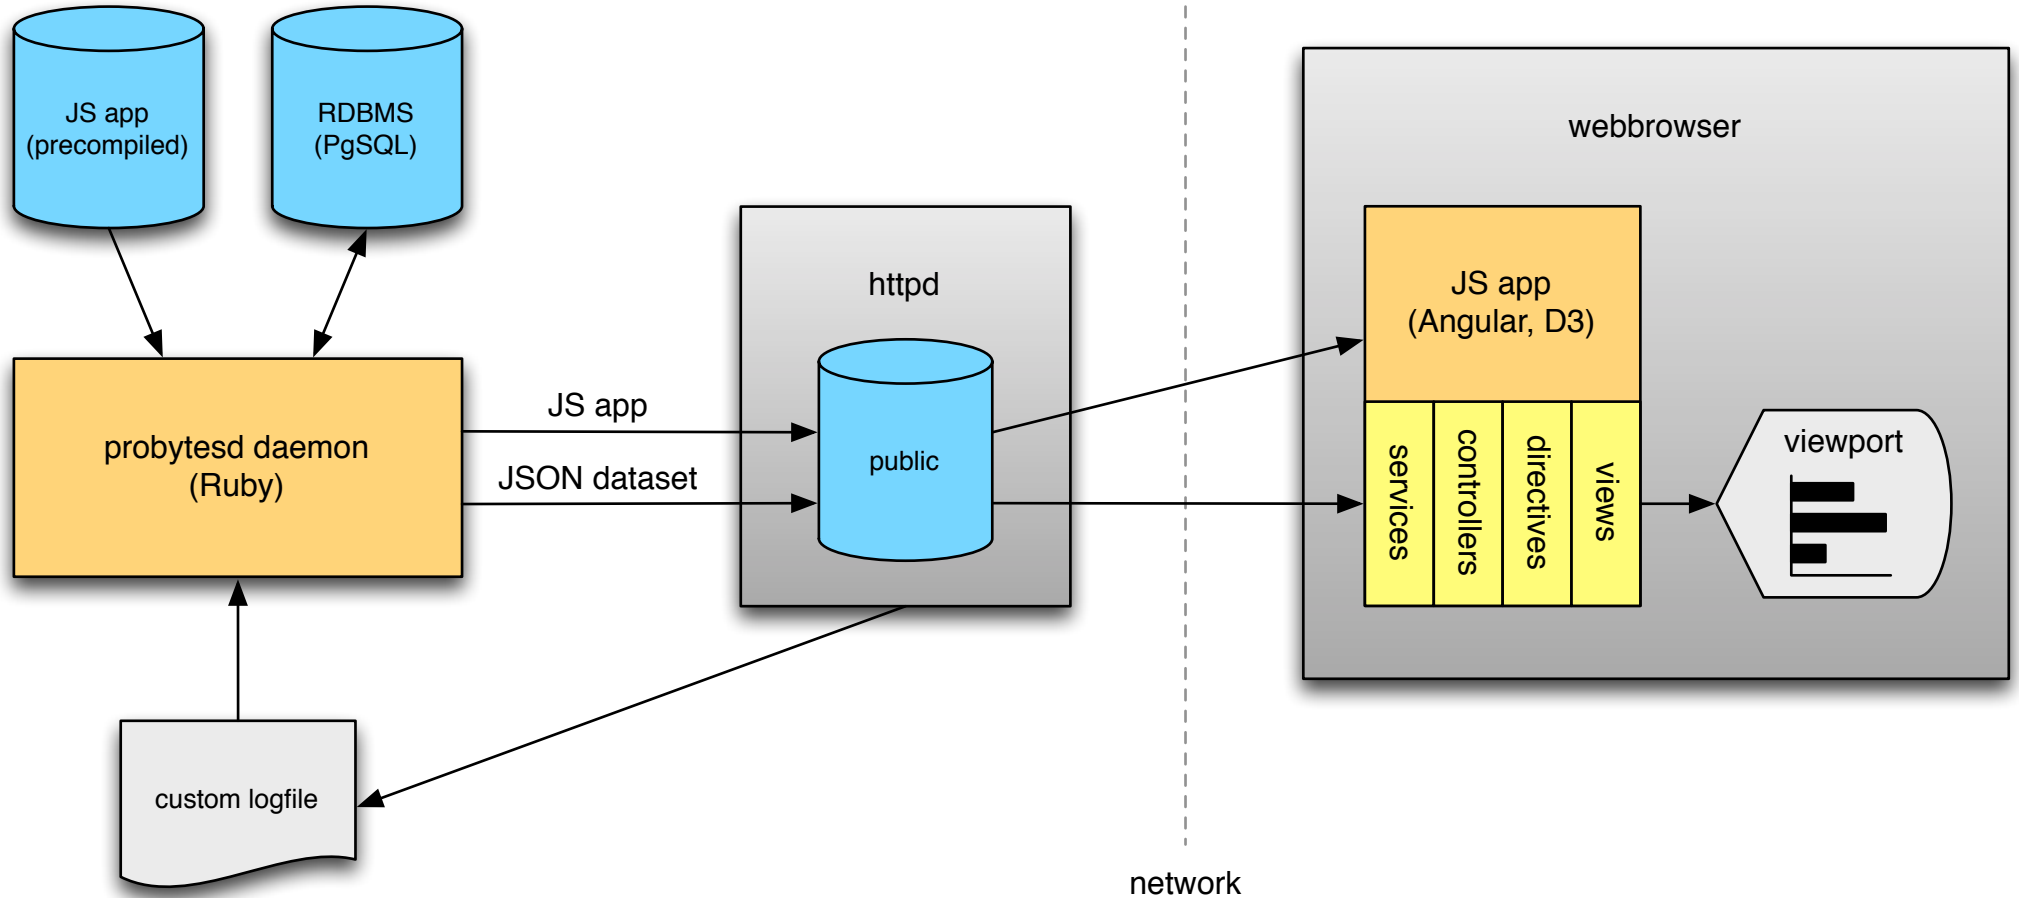 JS app
(precompiled)
RDBMS
(PgSQL)
webbrowser
httpd
JS app
(Angular, D3)
JS app
probytesd daemon
(Ruby)
JSON dataset
public
services
controllers
directives
views
viewport
custom logfile
network